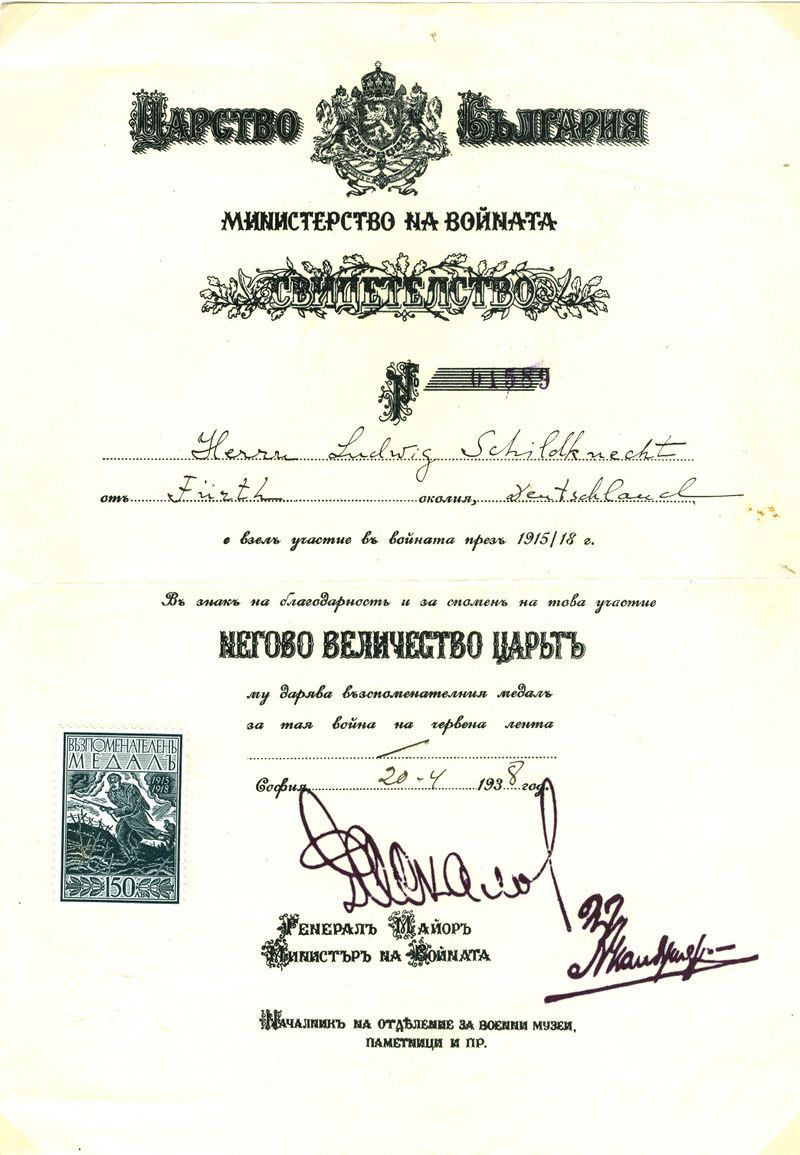 Царство България
МИНИСТЕРСТВО НА ВОЙНАТА
СВИДЕТЕЛСТВО
№ 01589
Herrn Ludwig Schildknecht
отъ Fürth околия, Deutschland
е взелъ участие въ войната презъ 1915/18 г.
Въ знакъ на благодарность и за споменъ на това участие
НЕГОВО ВЕЛИЧЕСТВО ЦАРЬТЪ
му дарява възспоменателния медалъ
за тая война на червена лента
ВЪЗПОМЕНАТЕЛЕНЪ
МЕДАЛЪ
1915
1918
150 ЛВ
София 20-4 1938 год.
Генералъ Майоръ
Министъръ на Войната
Началникъ на отдѣление за военни музеи,
паметници и пр.